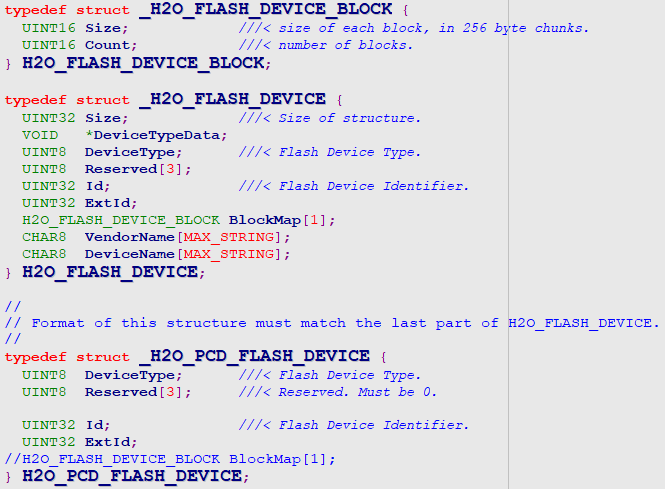 typedef struct _H2O_FLASH_DEVICE_BLOCK {
  UINT16 Size;            ///< size of each block, in 256 byte chunks.
  UINT16 Count;           ///< number of blocks.
} H2O_FLASH_DEVICE_BLOCK;

typedef struct _H2O_FLASH_DEVICE {
  UINT32 Size;            ///< Size of structure.
  VOID   *DeviceTypeData;
  UINT8  DeviceType;      ///< Flash Device Type.
  UINT8  Reserved[3];
  UINT32 Id;              ///< Flash Device Identifier.
  UINT32 ExtId;
  H2O_FLASH_DEVICE_BLOCK BlockMap[1];
  CHAR8  VendorName[MAX_STRING];
  CHAR8  DeviceName[MAX_STRING];
} H2O_FLASH_DEVICE;

//
// Format of this structure must match the last part of H2O_FLASH_DEVICE.
//
typedef struct _H2O_PCD_FLASH_DEVICE {
  UINT8  DeviceType;      ///< Flash Device Type.
  UINT8  Reserved[3];     ///< Reserved. Must be 0.

  UINT32 Id;              ///< Flash Device Identifier.
  UINT32 ExtId;
//H2O_FLASH_DEVICE_BLOCK BlockMap[1];
} H2O_PCD_FLASH_DEVICE;